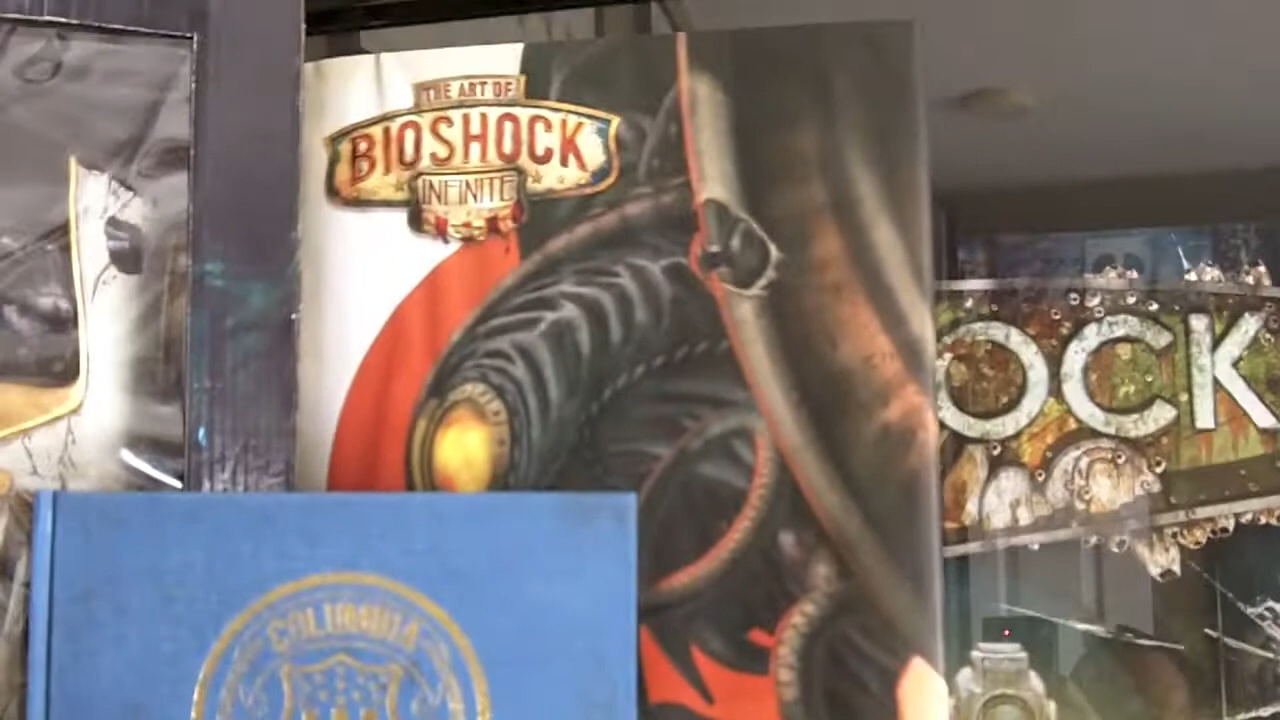 THE ART OF
BIOSHOCK
INFINITE
OCK
COLUMBIA